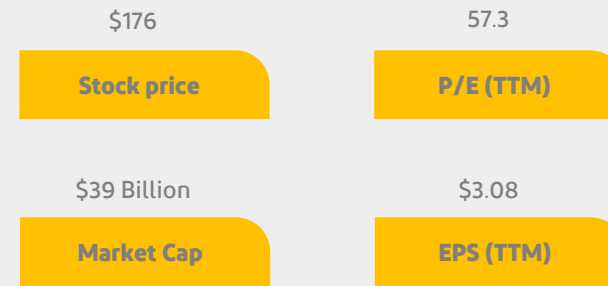 $176
Stock price
57.3
P/E (TTM)
$39 Billion
Market Cap
$3.08
EPS (TTM)